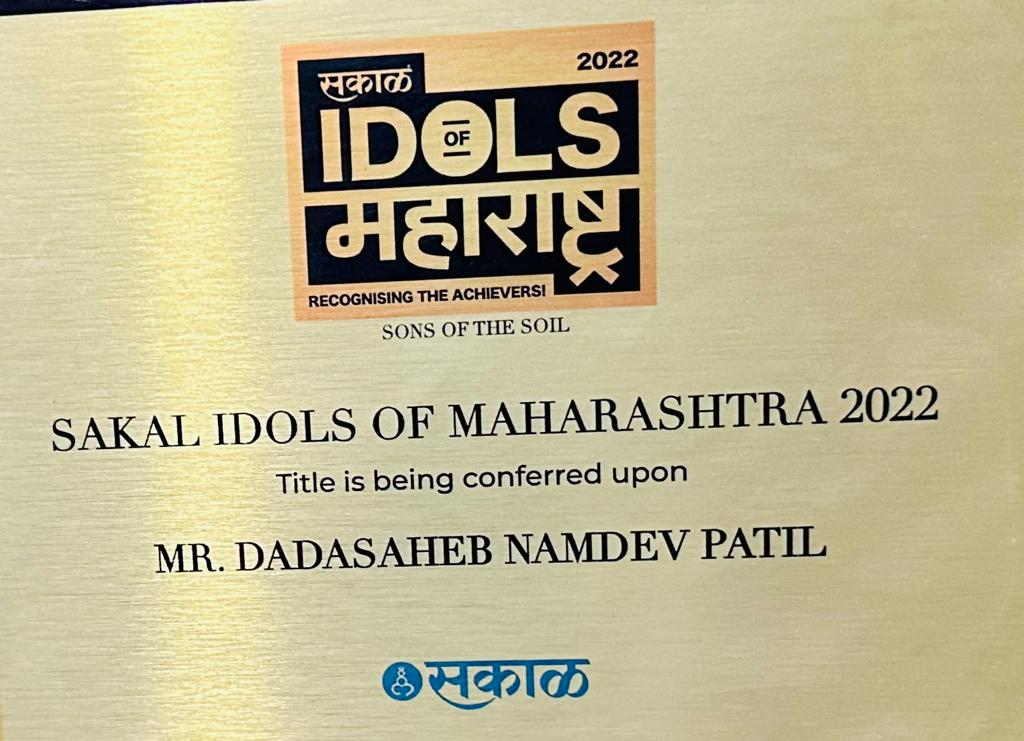 सकाळ
2022
IDOLS OF
महाराष्ट्र
RECOGNISING THE ACHIEVERS!
SONS OF THE SOIL
SAKAL IDOLS OF MAHARASHTRA 2022
Title is being conferred upon
MR. DADASAHEB NAMDEV PATIL
सकाळ